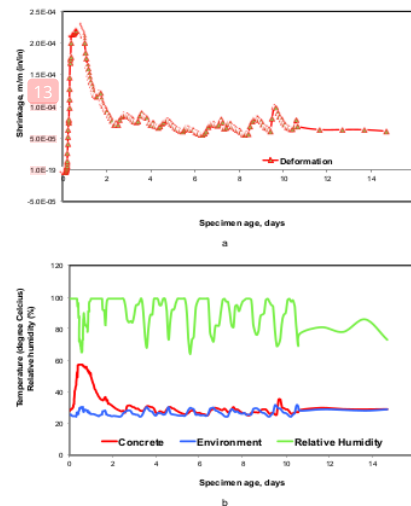 2.5E-04
2.0E-04
1.5E-04
1.0E-04
5.0E-05
1.0E-19
-5.0E-05
Shrinkage, m/m (in/in)
13
0 2 4 6 8 10 12 14
Deformation
Specimen age, days
a
120
100
80
60
40
20
0
Temperature (degree Celcius)
Relative humidity (%)
0 2 4 6 8 10 12 14
Concrete Environment Relative Humidity
Specimen age, days
b